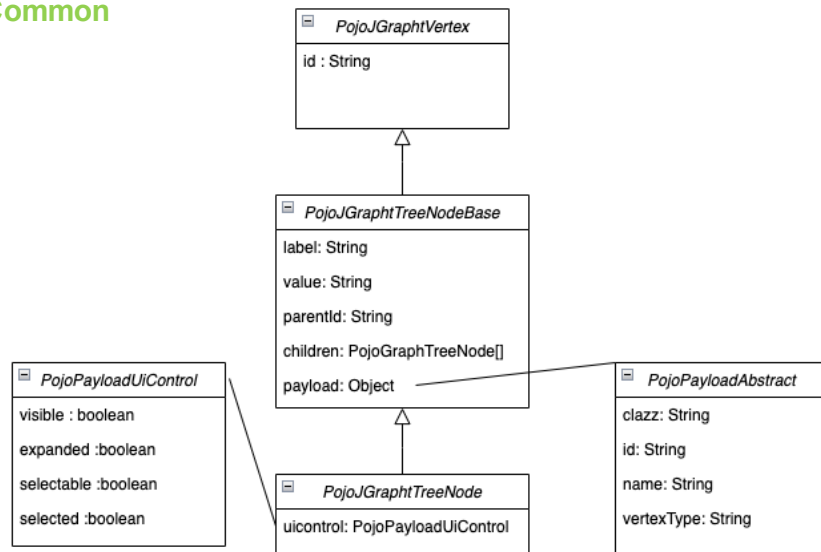 Common
PojoJGraphtVertex
id : String
PojoJGraphtTreeNodeBase
label: String
value: String
parentId: String
children: PojoGraphTreeNode[]
payload: Object
PojoPayloadUiControl
visible : boolean
expanded :boolean
selectable :boolean
selected :boolean
PojoJGraphtTreeNode
uicontrol: PojoPayloadUiControl
PojoPayloadAbstract
clazz: String
id: String
name: String
vertexType: String